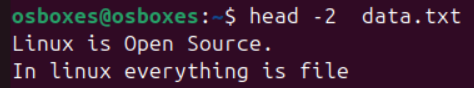 osboxes@osboxes:~$ head -2  data.txt
Linux is Open Source.
In linux everything is file